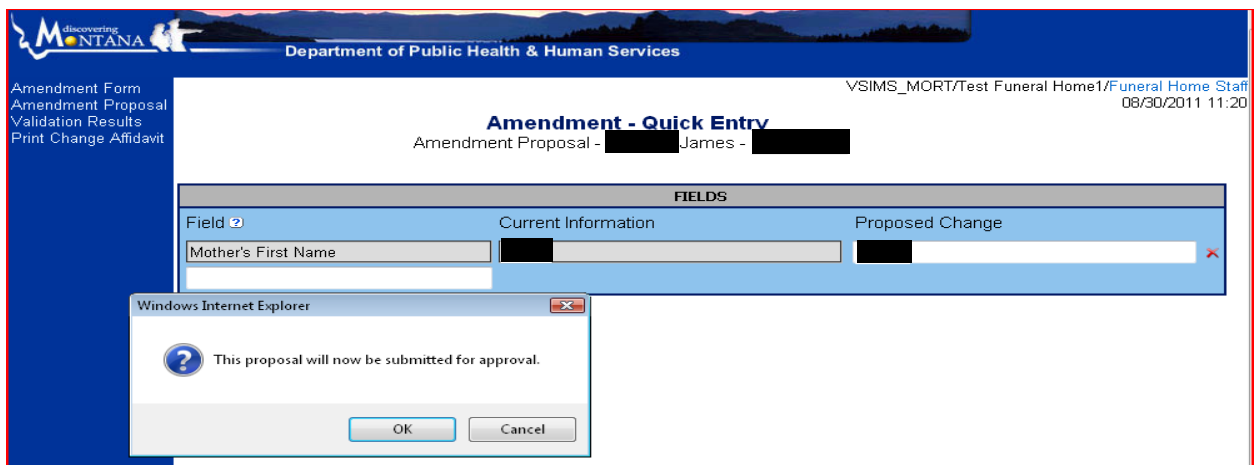 discovering
MONTANA
Department of Public Health & Human Services
Amendment Form
Amendment Proposal
Validation Results
Print Change Affidavit
VSIMS_MORT/Test Funeral Home1/Funeral Home Staff
08/30/2011 11:20
Amendment - Quick Entry
Amendment Proposal - James -
FIELDS
Field ? Current Information Proposed Change
Mother's First Name
Windows Internet Explorer
This proposal will now be submitted for approval.
OK Cancel